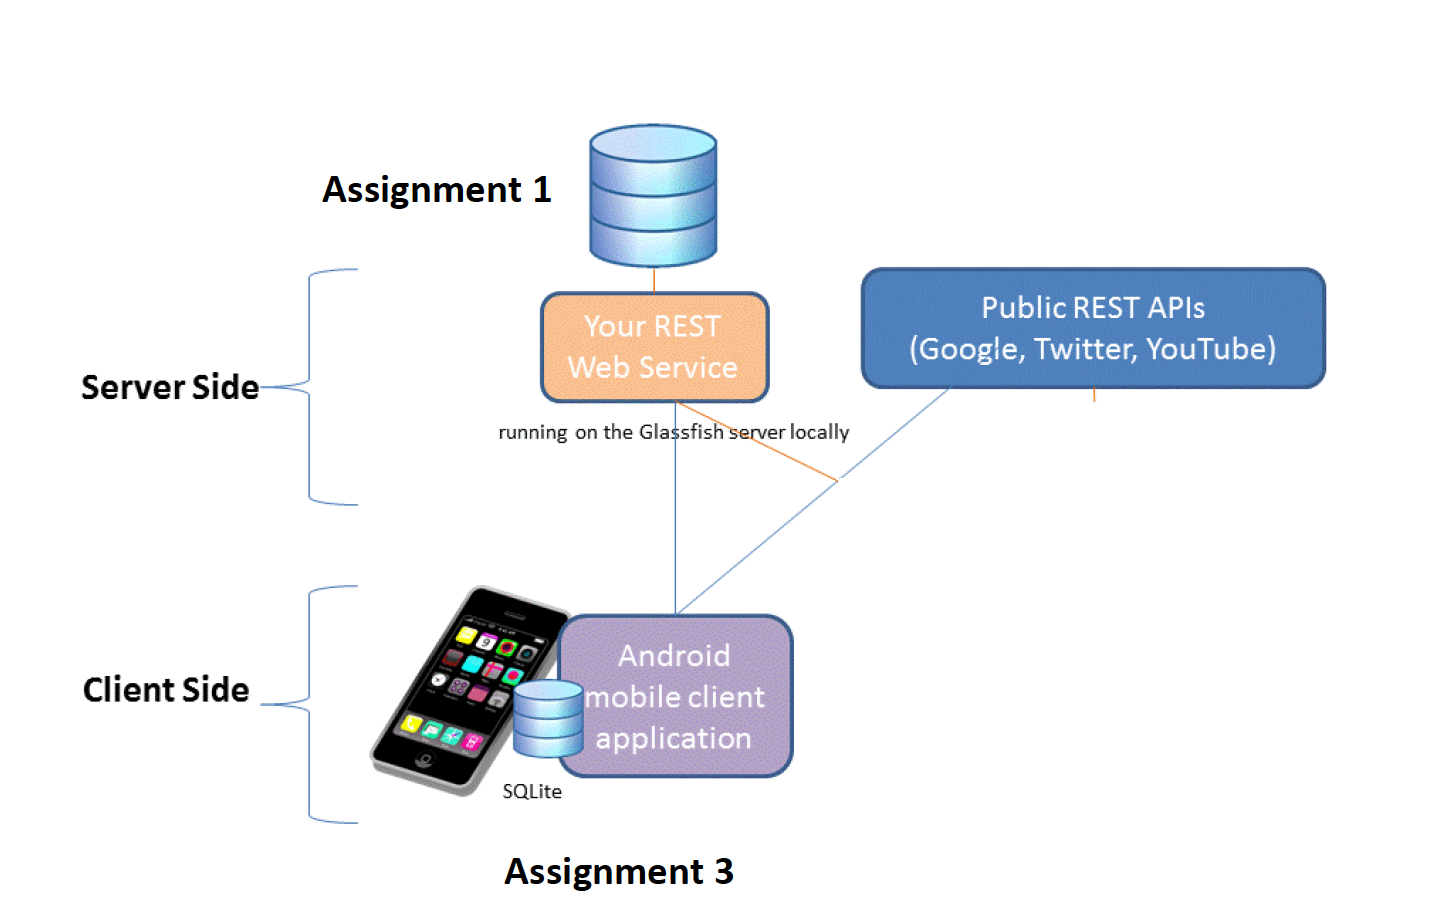 Assignment 1
Your REST
Web Service
Public REST APIs
(Google, Twitter, YouTube)
Server Side
running on the Glassfish server locally
Client Side
Android
mobile client
application
SQLite
Assignment 3